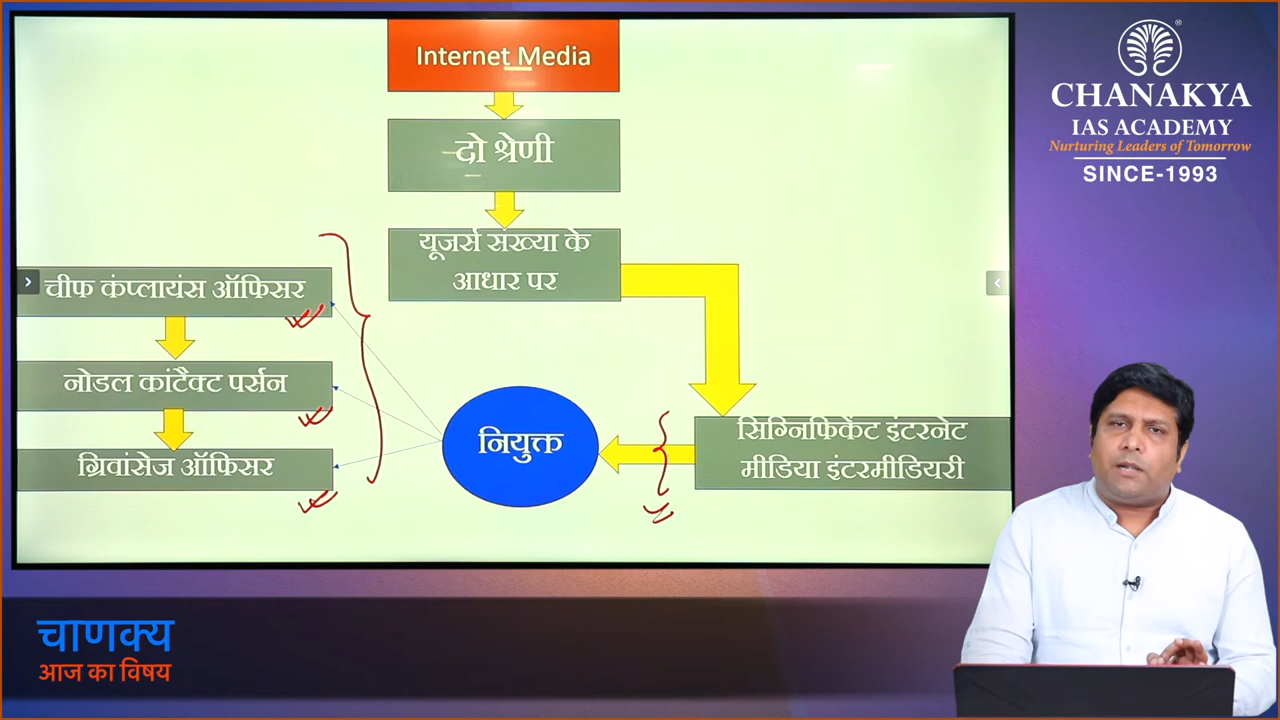 Internet Media
दो श्रेणी
यूजर्स संख्या के
आधार पर
चीफ कंप्लायंस ऑफिसर
नोडल कांटैक्ट पर्सन
ग्रिवांसेज ऑफिसर
नियुक्त
सिग्निफिकेंट इंटरनेट
मीडिया इंटरमीडियरी
CHANAKYA
IAS ACADEMY
Nurturing Leaders of Tomorrow
SINCE-1993
चाणक्य
आज का विषय